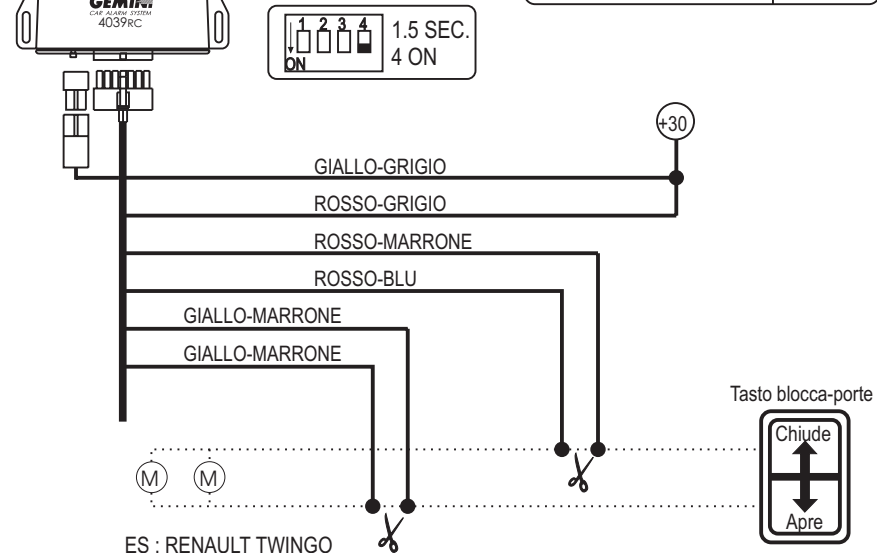 GEMINI
CAR ALARM SYSTEM
4039RC
1 2 3 4
ON
1.5 SEC.
4 ON
+30
GIALLO-GRIGIO
ROSSO-GRIGIO
ROSSO-MARRONE
ROSSO-BLU
GIALLO-MARRONE
GIALLO-MARRONE
Tasto blocca-porte
Chiude
M M
Apre
ES : RENAULT TWINGO